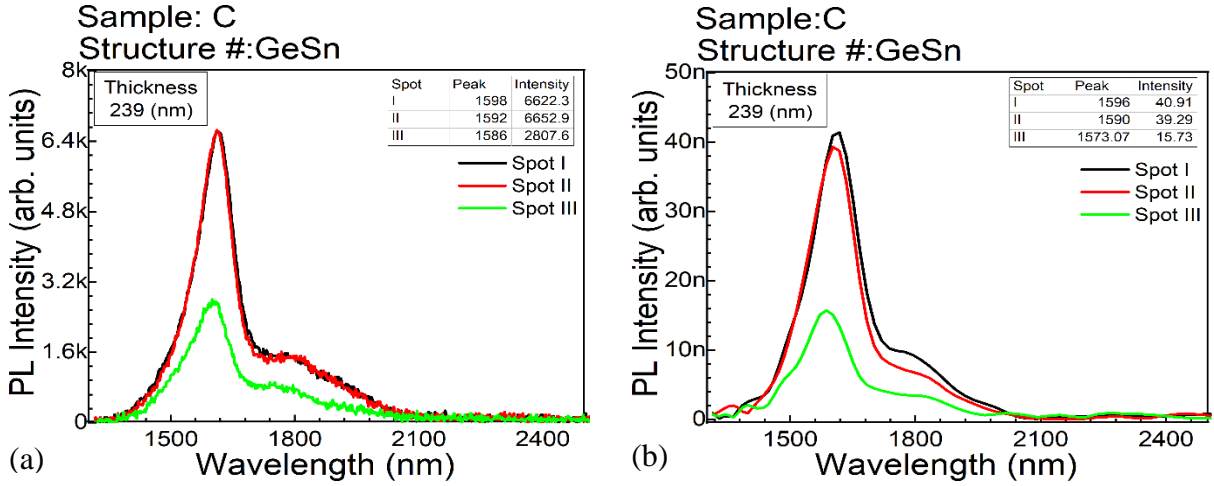 Sample: C
Structure #:GeSn
Thickness
239 (nm)
Spot Peak Intensity
I 1598 6622.3
II 1592 6652.9
III 1586 2807.6
Spot I
Spot II
Spot III
PL Intensity (arb. units)
8k
6.4k
4.8k
3.2k
1.6k
0
1500 1800 2100 2400
Wavelength (nm)
(a)
Sample:C
Structure #:GeSn
Thickness
239 (nm)
Spot Peak Intensity
I 1596 40.91
II 1590 39.29
III 1573.07 15.73
Spot I
Spot II
Spot III
PL Intensity (arb. units)
50n
40n
30n
20n
10n
0
1500 1800 2100 2400
Wavelength (nm)
(b)